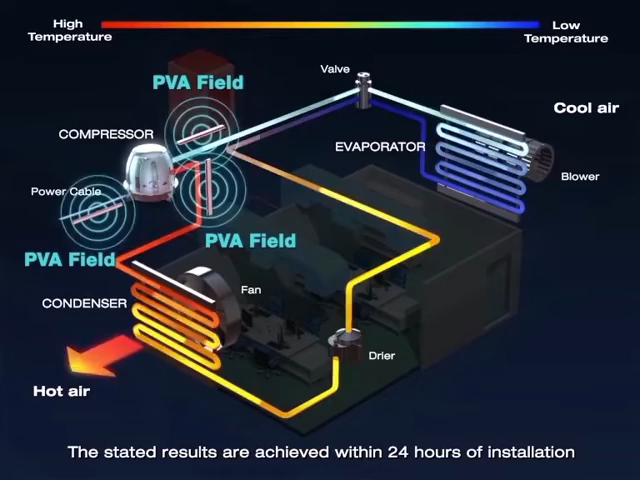 High
Temperature
Low
Temperature
Valve
PVA Field
Cool air
COMPRESSOR
EVAPORATOR
Blower
Power Cable
PVA Field
PVA Field
Fan
CONDENSER
Drier
Hot air
The stated results are achieved within 24 hours of installation